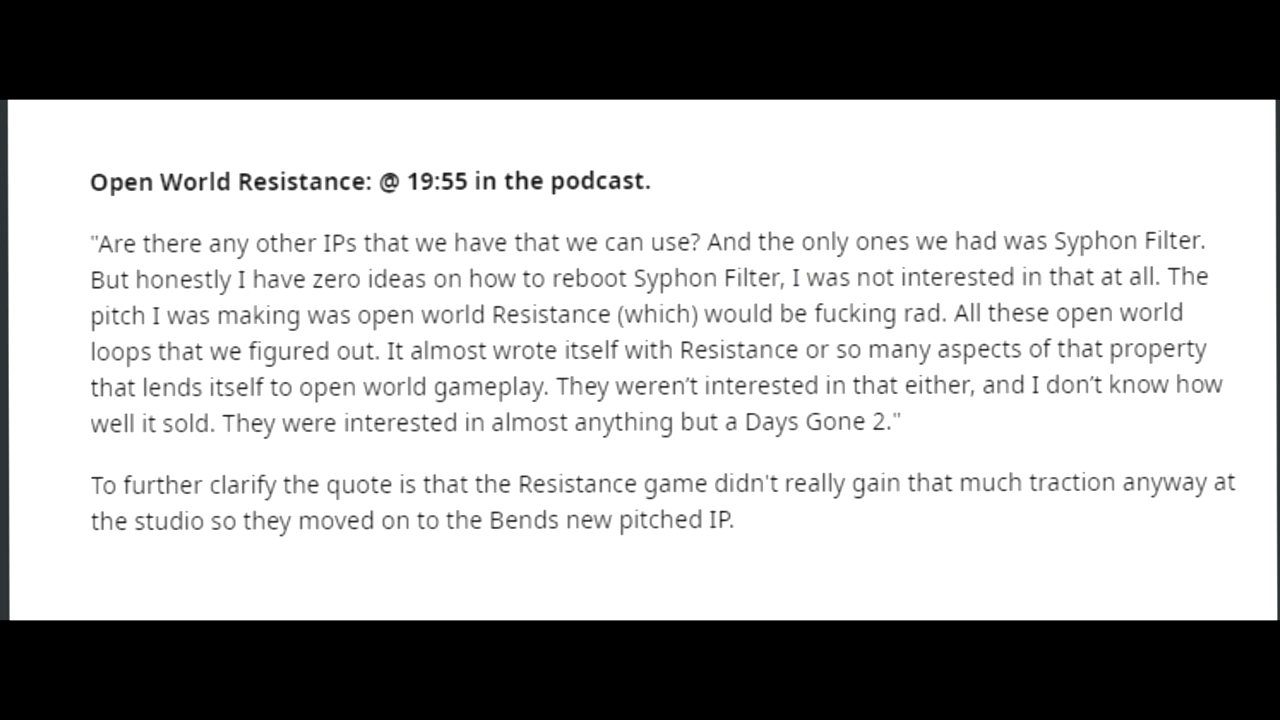 Open World Resistance: @ 19:55 in the podcast.
"Are there any other IPs that we have that we can use? And the only ones we had was Syphon Filter.
But honestly I have zero ideas on how to reboot Syphon Filter, I was not interested in that at all. The
pitch I was making was open world Resistance (which) would be fucking rad. All these open world
loops that we figured out. It almost wrote itself with Resistance or so many aspects of that property
that lends itself to open world gameplay. They weren’t interested in that either, and I don’t know how
well it sold. They were interested in almost anything but a Days Gone 2."
To further clarify the quote is that the Resistance game didn't really gain that much traction anyway at
the studio so they moved on to the Bends new pitched IP.